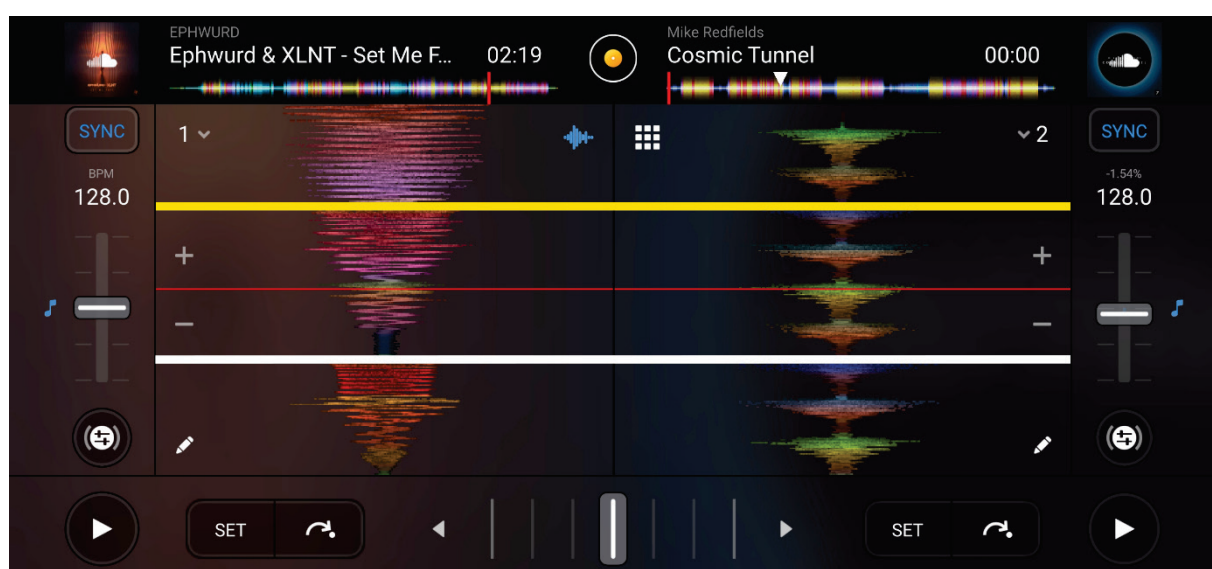 EPHWURD
Ephwurd & XLNT - Set Me F... 02:19
Mike Redfields
Cosmic Tunnel 00:00
SYNC
1
2
SYNC
BPM
128.0
-1.54%
128.0
+
+
−
−
SET
SET